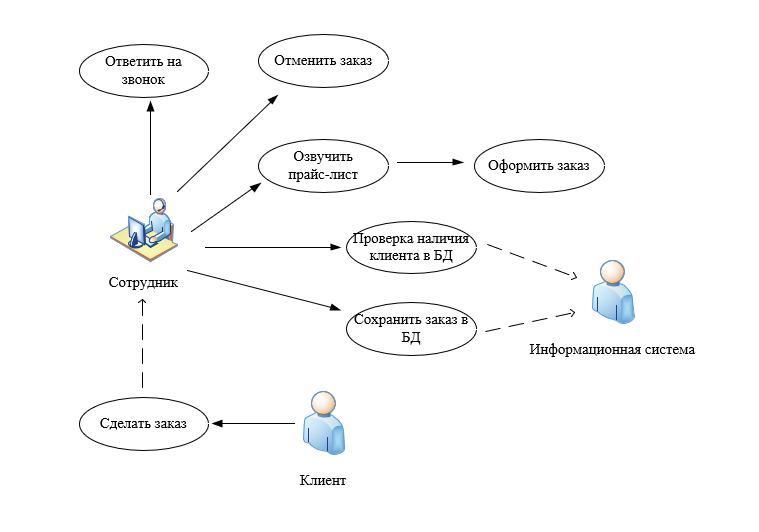 Ответить на
звонок
Отменить заказ
Озвучить
прайс-лист
Оформить заказ
Проверка наличия
клиента в БД
Сотрудник
Сохранить заказ в
БД
Информационная система
Сделать заказ
Клиент